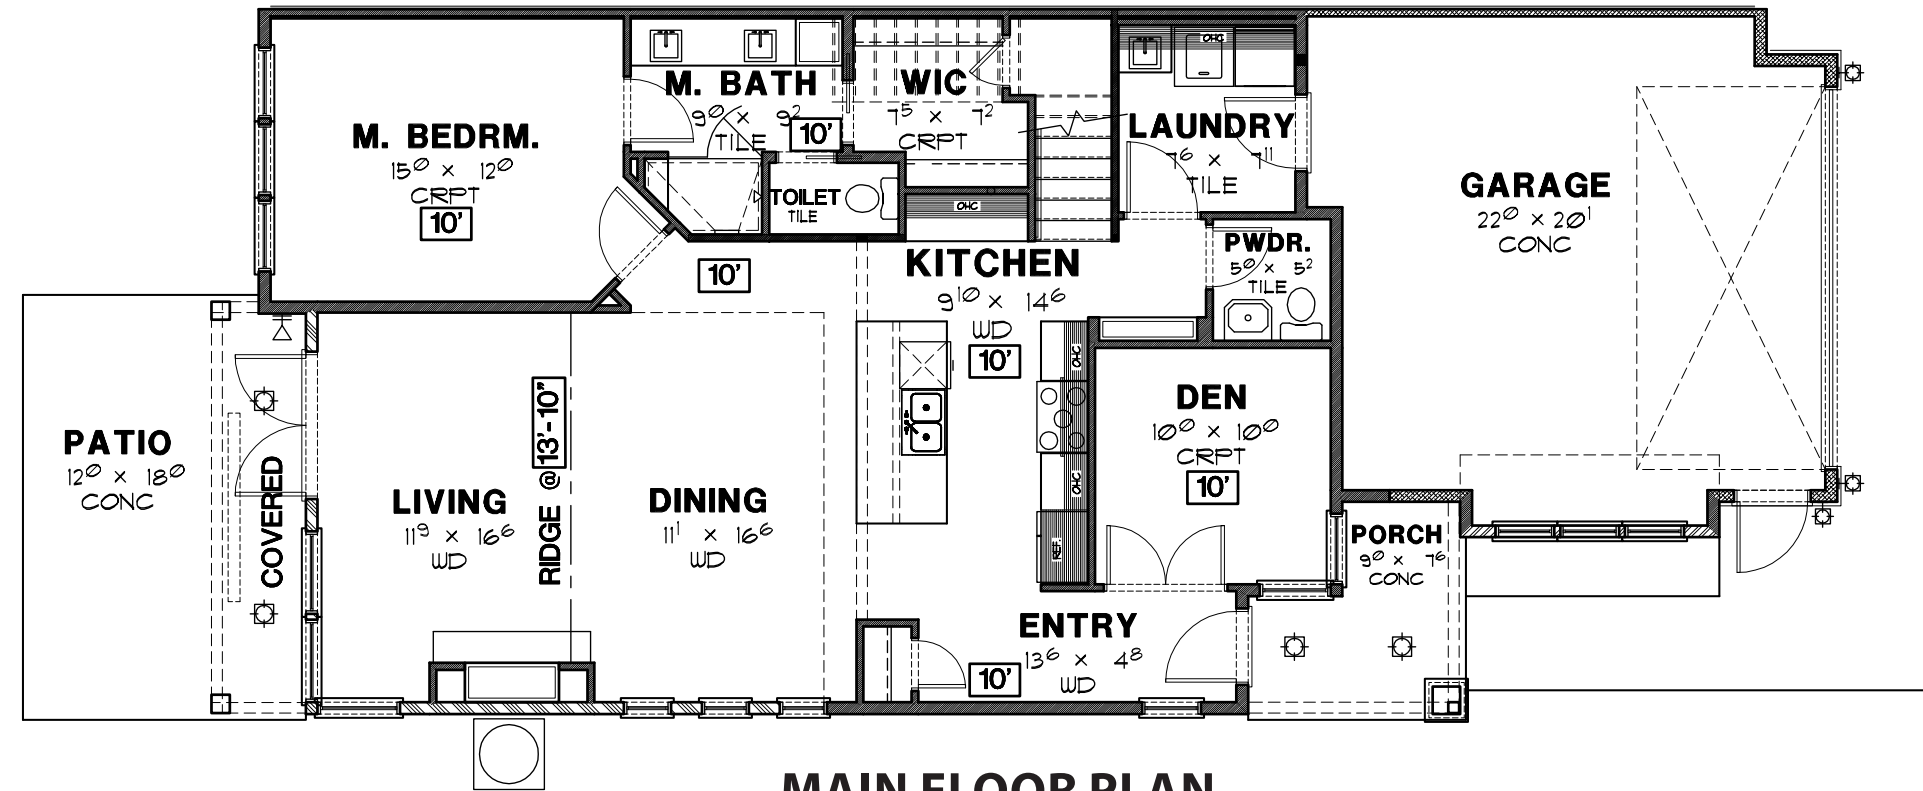 M. BEDRM.
15⁰ × 12⁰
CRPT
10'
M. BATH
9⁰ × 9²
TILE
10'
WIC
7⁵ × 7²
CRPT
OHC
LAUNDRY
7⁶ × 7¹¹
TILE
GARAGE
22⁰ × 20¹
CONC
TOILET
TILE
OHC
10'
KITCHEN
9¹⁰ × 14⁶
WD
10'
PWDR.
5⁰ × 5²
TILE
OHC
OHC
REF.
PATIO
12⁰ × 18⁰
CONC
COVERED
LIVING
11⁹ × 16⁶
WD
RIDGE @ 13'-10"
DINING
11¹ × 16⁶
WD
DEN
10⁰ × 10⁰
CRPT
10'
PORCH
9⁰ × 7⁶
CONC
ENTRY
13⁶ × 4⁸
WD
10'
MAIN FLOOR PLAN